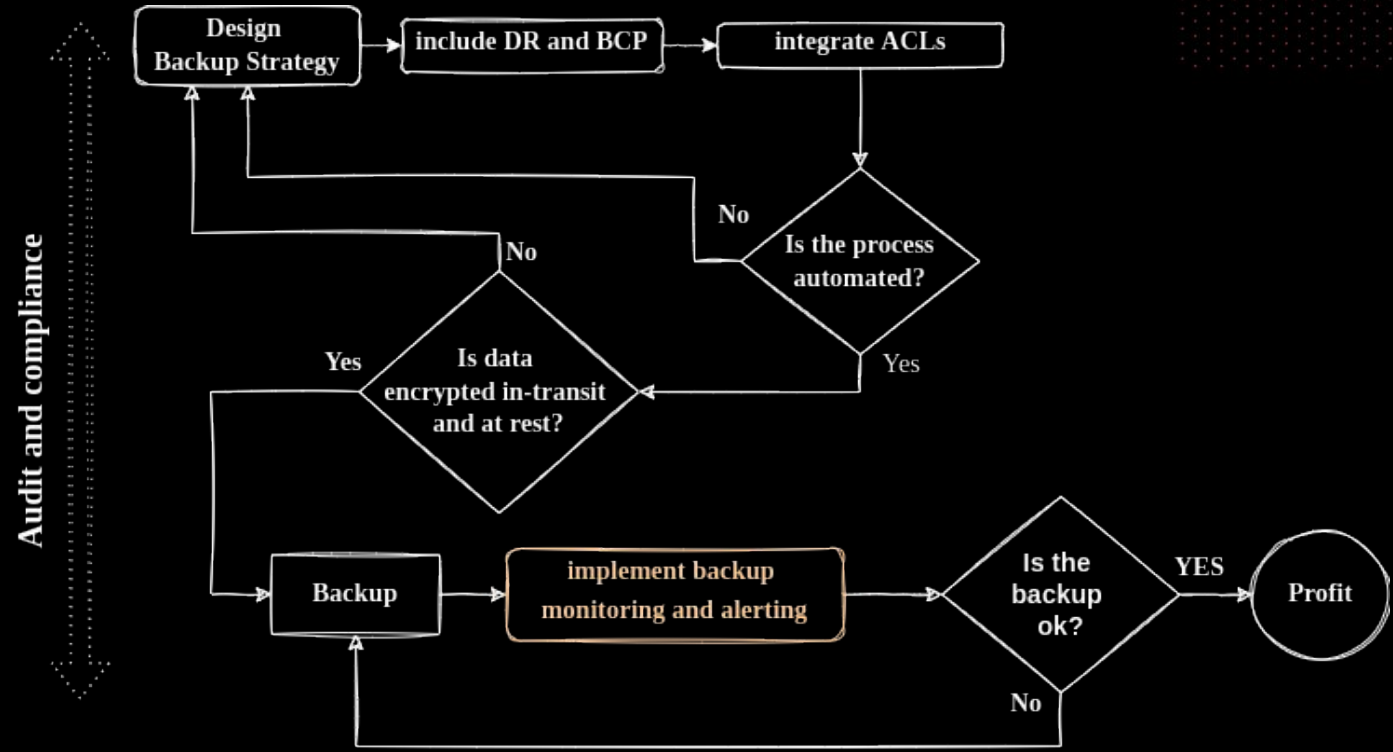 Design
Backup Strategy
include DR and BCP
integrate ACLs
No
Is the process
automated?
Yes
No
Yes
Is data
encrypted in-transit
and at rest?
Audit and compliance
Backup
implement backup
monitoring and alerting
Is the
backup
ok?
YES
Profit
No